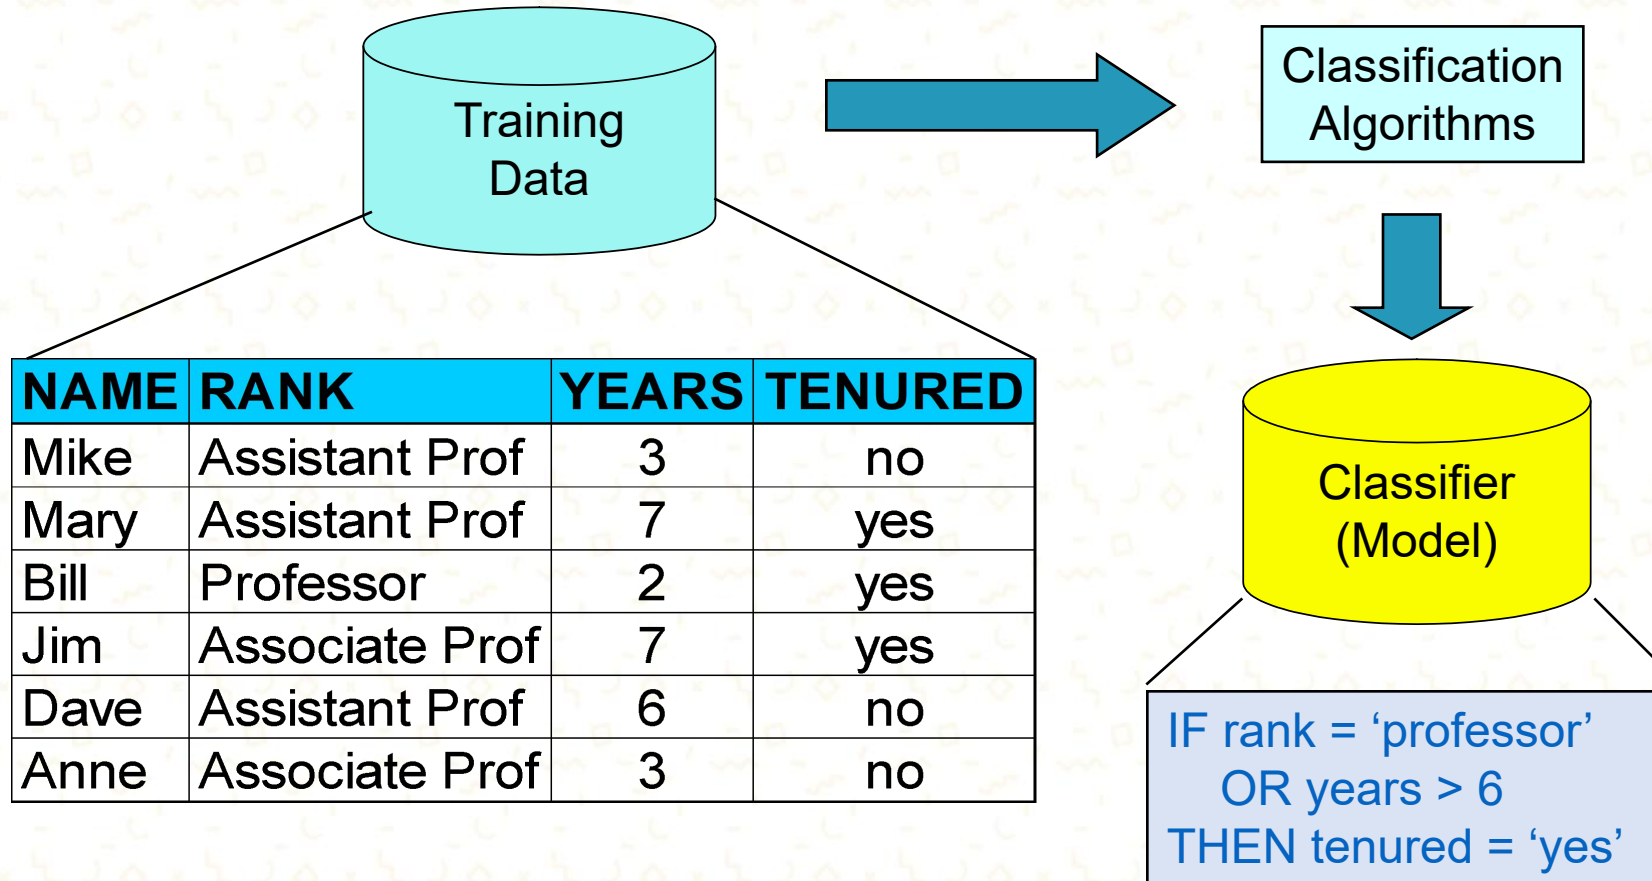 Training
Data
Classification
Algorithms
NAME RANK YEARS TENURED
Mike Assistant Prof 3 no
Mary Assistant Prof 7 yes
Bill Professor 2 yes
Jim Associate Prof 7 yes
Dave Assistant Prof 6 no
Anne Associate Prof 3 no
Classifier
(Model)
IF rank = ‘professor’
OR years > 6
THEN tenured = ‘yes’